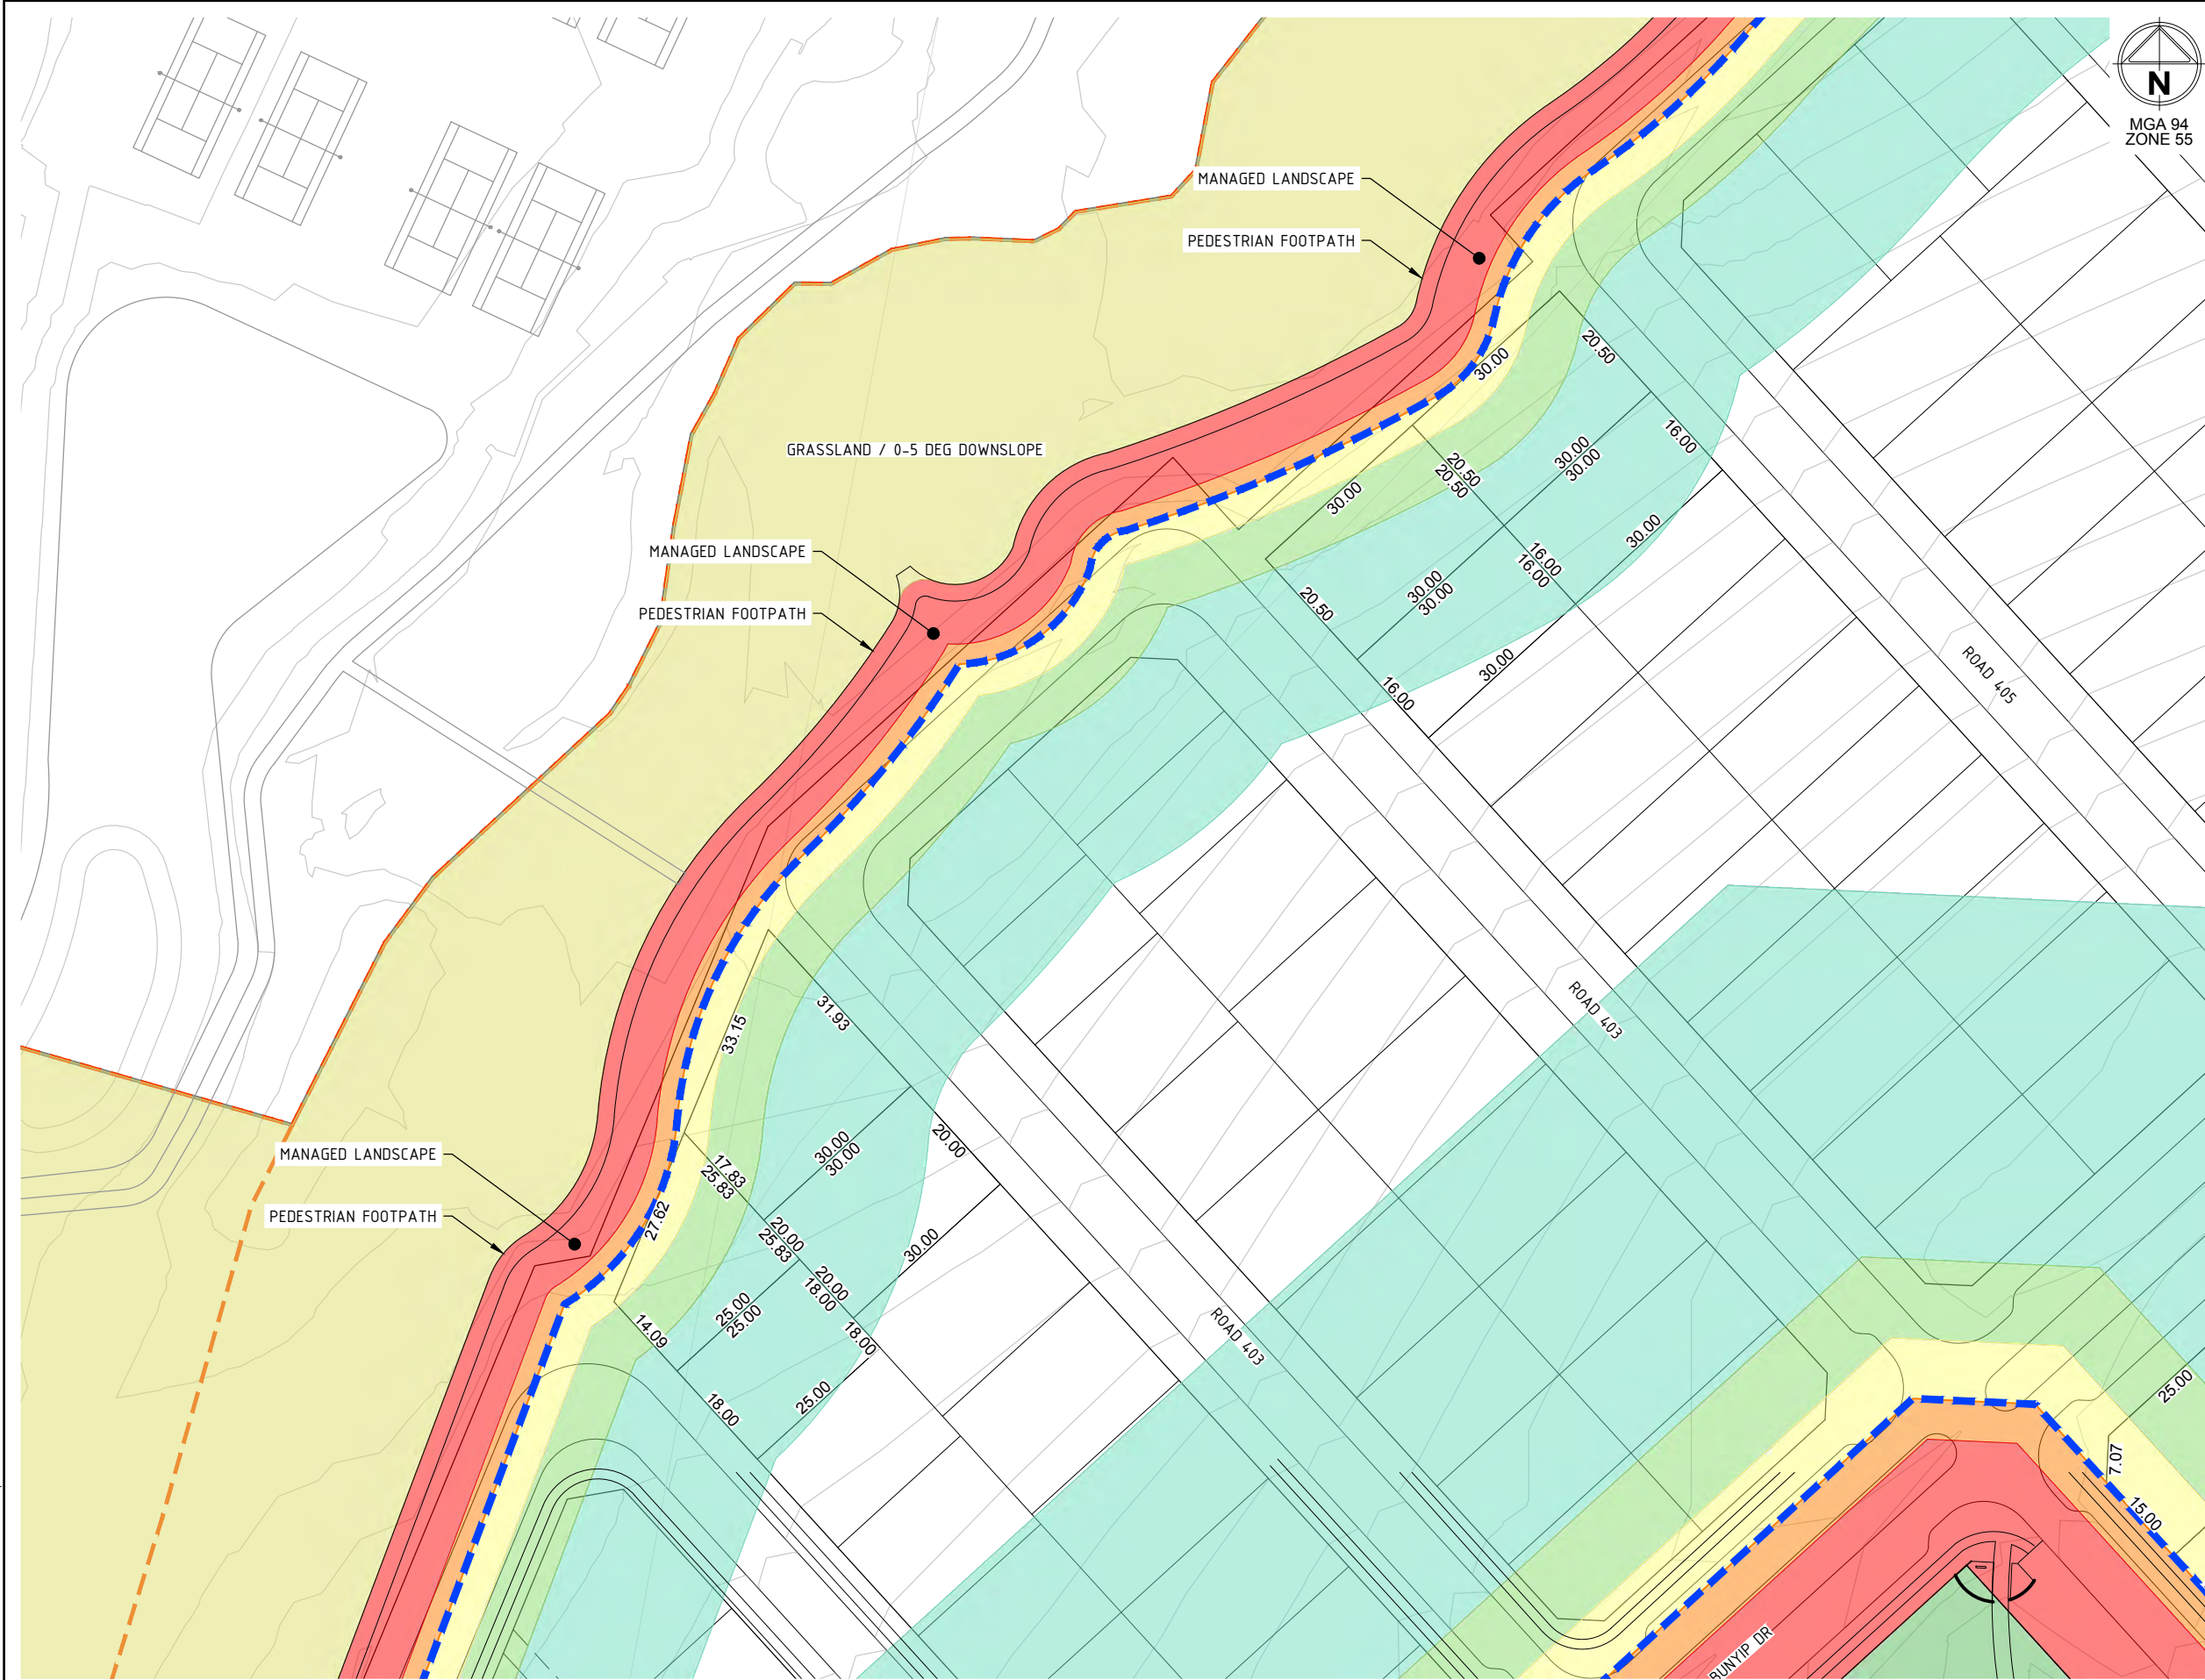 N
MGA 94
ZONE 55
MANAGED LANDSCAPE
PEDESTRIAN FOOTPATH
GRASSLAND / 0-5 DEG DOWNSLOPE
30.00
20.50
16.00
30.00
20.50
20.50
30.00
30.00
30.00
16.00
16.00
30.00
30.00
20.50
16.00
30.00
ROAD 405
MANAGED LANDSCAPE
PEDESTRIAN FOOTPATH
ROAD 403
31.93
33.15
20.00
30.00
30.00
17.83
25.83
27.62
20.00
25.83
30.00
20.00
18.00
25.00
25.00
14.09
18.00
18.00
25.00
ROAD 403
MANAGED LANDSCAPE
PEDESTRIAN FOOTPATH
25.00
7.07
15.00
BUNYIP DR